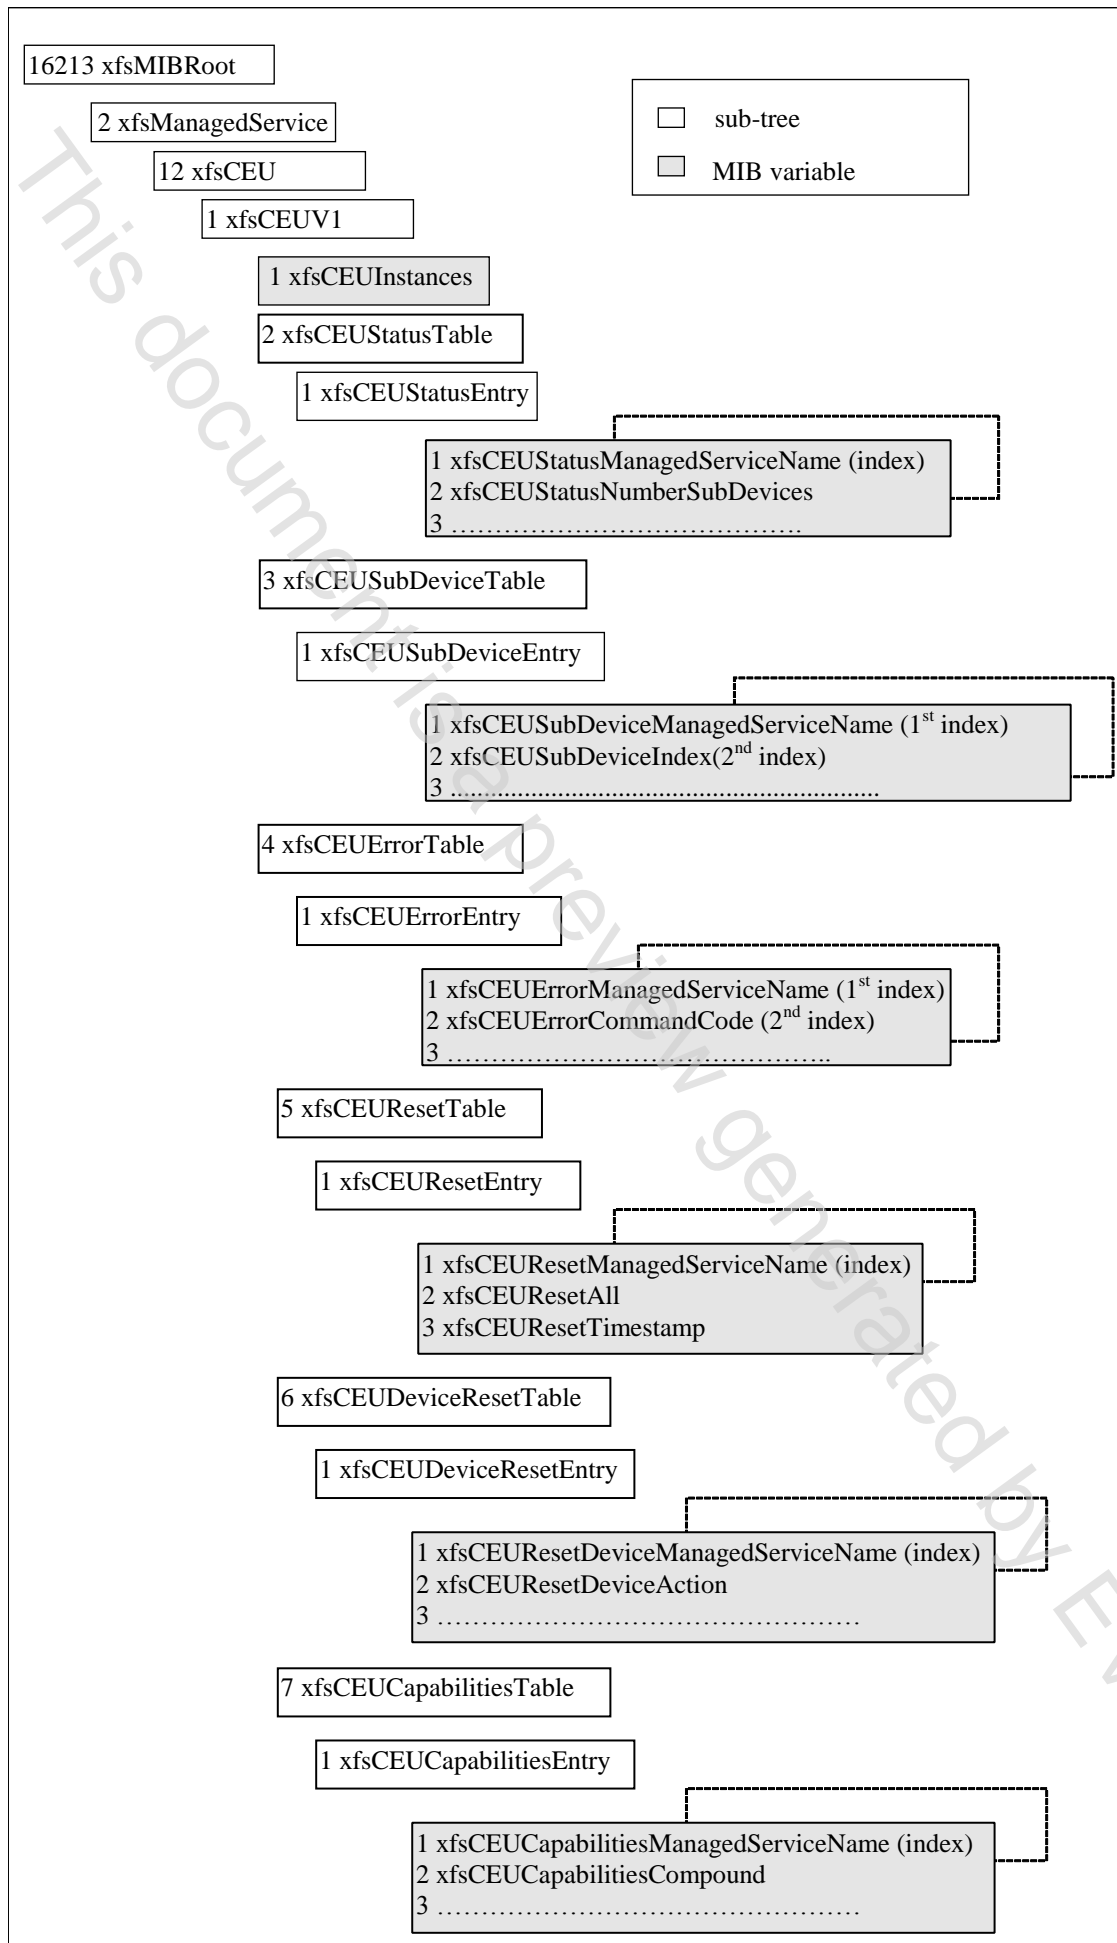 16213 xfsMIBRoot
2 xfsManagedService
12 xfsCEU
1 xfsCEUV1
sub-tree
MIB variable
1 xfsCEUInstances
2 xfsCEUStatusTable
1 xfsCEUStatusEntry
1 xfsCEUStatusManagedServiceName (index)
2 xfsCEUStatusNumberSubDevices
3 ………………………………….
3 xfsCEUSubDeviceTable
1 xfsCEUSubDeviceEntry
1 xfsCEUSubDeviceManagedServiceName (1st index)
2 xfsCEUSubDeviceIndex(2nd index)
3 ................................................................
4 xfsCEUErrorTable
1 xfsCEUErrorEntry
1 xfsCEUErrorManagedServiceName (1st index)
2 xfsCEUErrorCommandCode (2nd index)
3 ……………………………………..
5 xfsCEUResetTable
1 xfsCEUResetEntry
1 xfsCEUResetManagedServiceName (index)
2 xfsCEUResetAll
3 xfsCEUResetTimestamp
6 xfsCEUDeviceResetTable
1 xfsCEUDeviceResetEntry
1 xfsCEUResetDeviceManagedServiceName (index)
2 xfsCEUResetDeviceAction
3 …………………………………………
7 xfsCEUCapabilitiesTable
1 xfsCEUCapabilitiesEntry
1 xfsCEUCapabilitiesManagedServiceName (index)
2 xfsCEUCapabilitiesCompound
3 …………………………………………
This document is a preview generated by EV